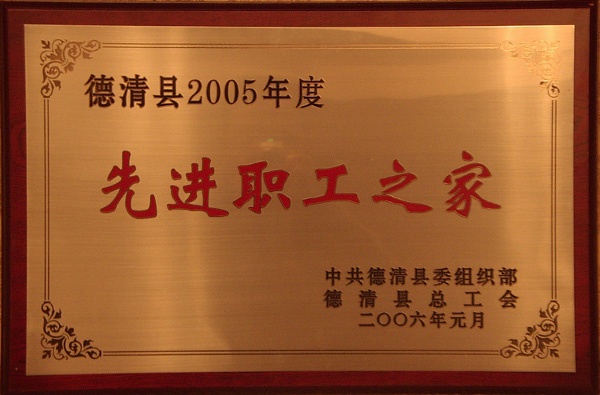 德清县2005年度
先进职工之家
中共德清县委组织部
德清县总工会
二〇〇六年元月